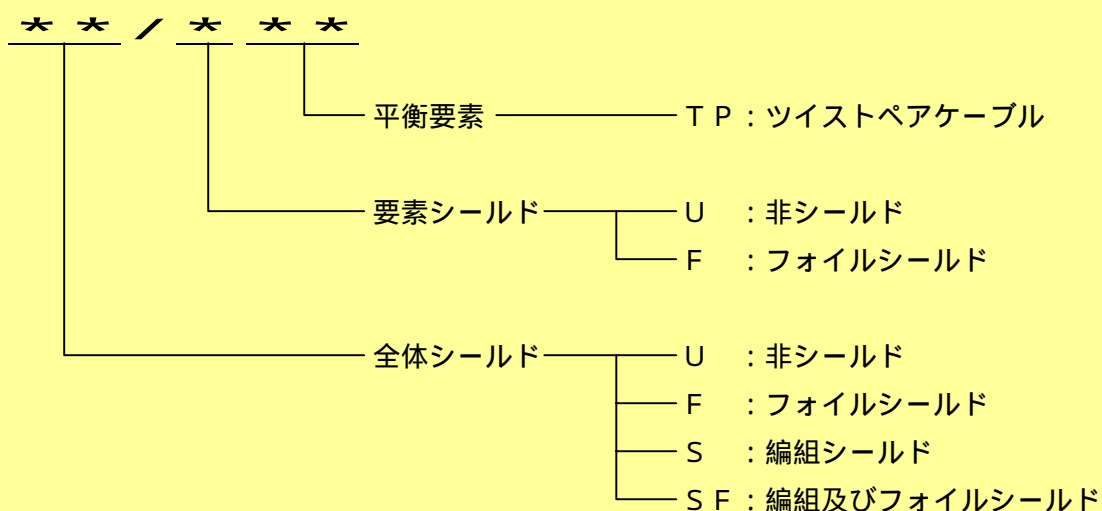 ＊＊／＊＊＊
平衡要素 ＴＰ：ツイストペアケーブル
要素シールド Ｕ ：非シールド
Ｆ ：フォイルシールド
全体シールド Ｕ ：非シールド
Ｆ ：フォイルシールド
Ｓ ：編組シールド
ＳＦ：編組及びフォイルシールド